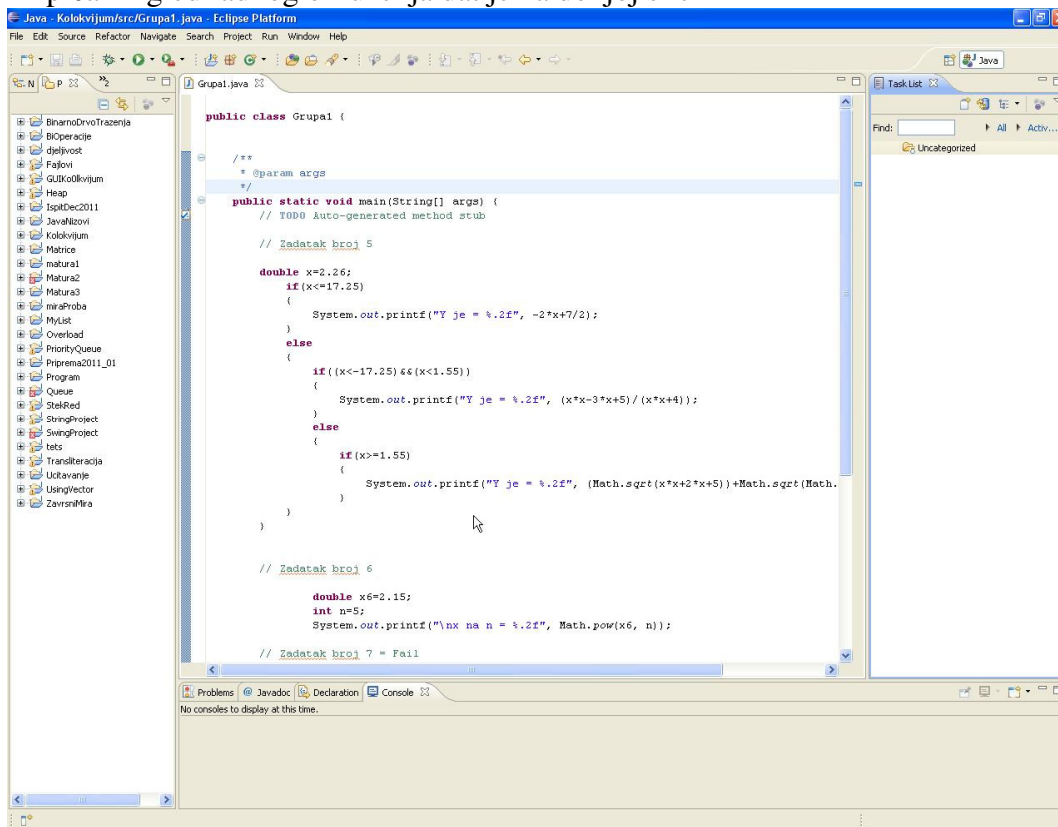 Java - Kolokvijum/src/Grupa1.java - Eclipse Platform
File Edit Source Refactor Navigate Search Project Run Window Help
Java
N P 2
Grupa1.java
Task List
BinarnoDrvoTrazenja
BiOperacije
djeljivost
Fajlovi
GUIKo0lkvijum
Heap
IspitDec2011
JavaNizovi
Kolokvijum
Matrice
matura1
Matura2
Matura3
miraProba
MyList
Overload
PriorityQueue
Priprema2011_01
Program
Queue
StekRed
StringProject
SwingProject
tets
Transliteracija
Ucitavanje
UsingVector
ZavrsniMira
public class Grupa1 {
/**
* @param args
*/
public static void main(String[] args) {
// TODO Auto-generated method stub
// Zadatak broj 5
double x=2.26;
if(x<=17.25)
{
System.out.printf("Y je = %.2f", -2*x+7/2);
}
else
{
if((x<-17.25)&&(x<1.55))
{
System.out.printf("Y je = %.2f", (x*x-3*x+5)/(x*x+4));
}
else
{
if(x>=1.55)
{
System.out.printf("Y je = %.2f", (Math.sqrt(x*x+2*x+5))+Math.sqrt(Math.
}
}
}
// Zadatak broj 6
double x6=2.15;
int n=5;
System.out.printf("\nx na n = %.2f", Math.pow(x6, n));
// Zadatak broj 7 = Fail
Find: All Activ...
Uncategorized
Problems @ Javadoc Declaration Console
No consoles to display at this time.